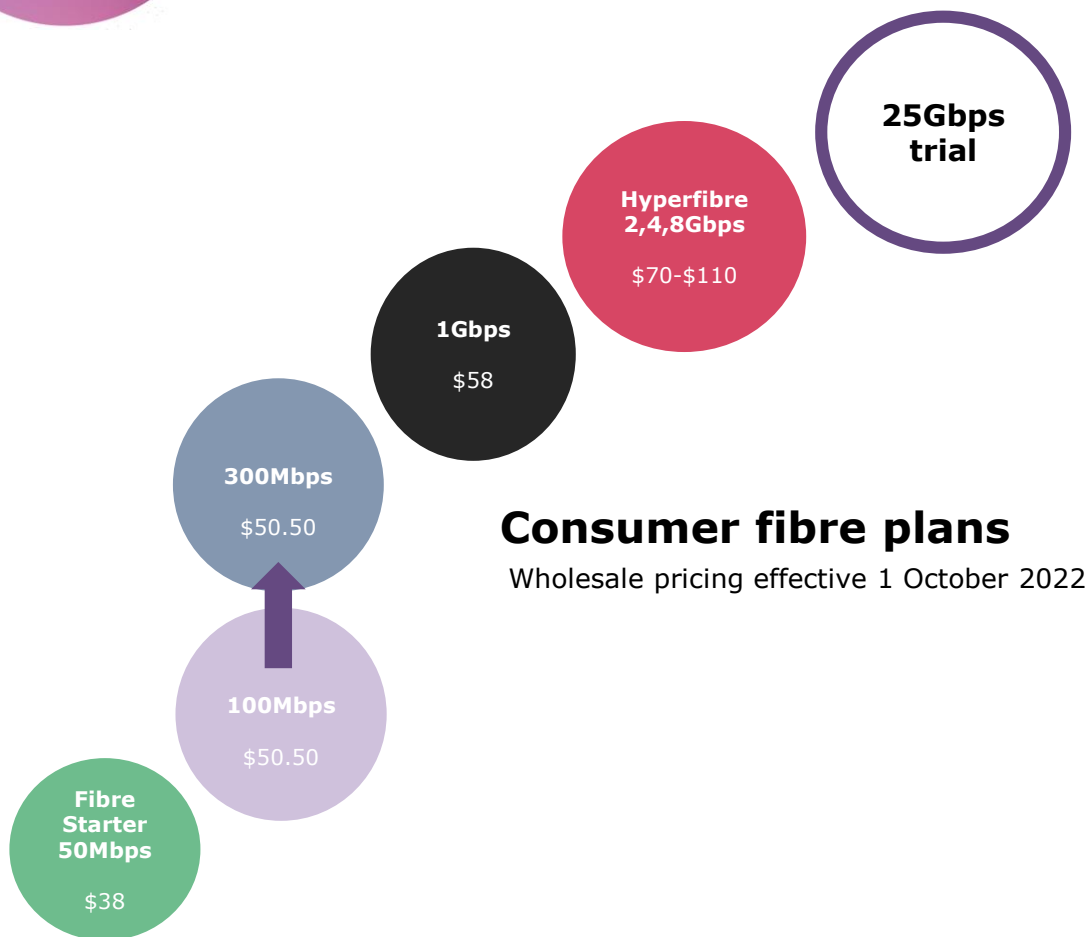 25Gbps
trial
Hyperfibre
2,4,8Gbps
$70-$110
1Gbps
$58
300Mbps
$50.50
Consumer fibre plans
Wholesale pricing effective 1 October 2022
100Mbps
$50.50
Fibre
Starter
50Mbps
$38